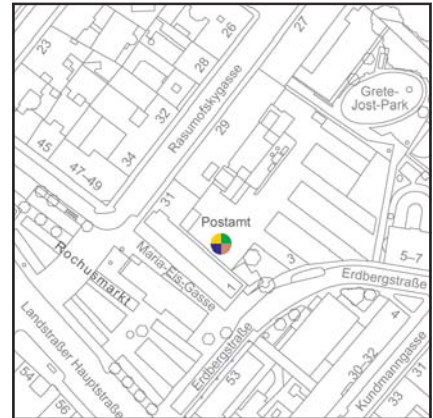 23
26
27
28
Grete-
Jost-Park
32
Rasumofskygasse
45
29
47–49
34
31
Postamt
5–7
3
Rochusmarkt
Maria-Eis-Gasse
1
Erdbergstraße
Landstraßer Hauptstraße
4
Erdbergstraße
30–32
Kundmanngasse
31
54
53
33
56